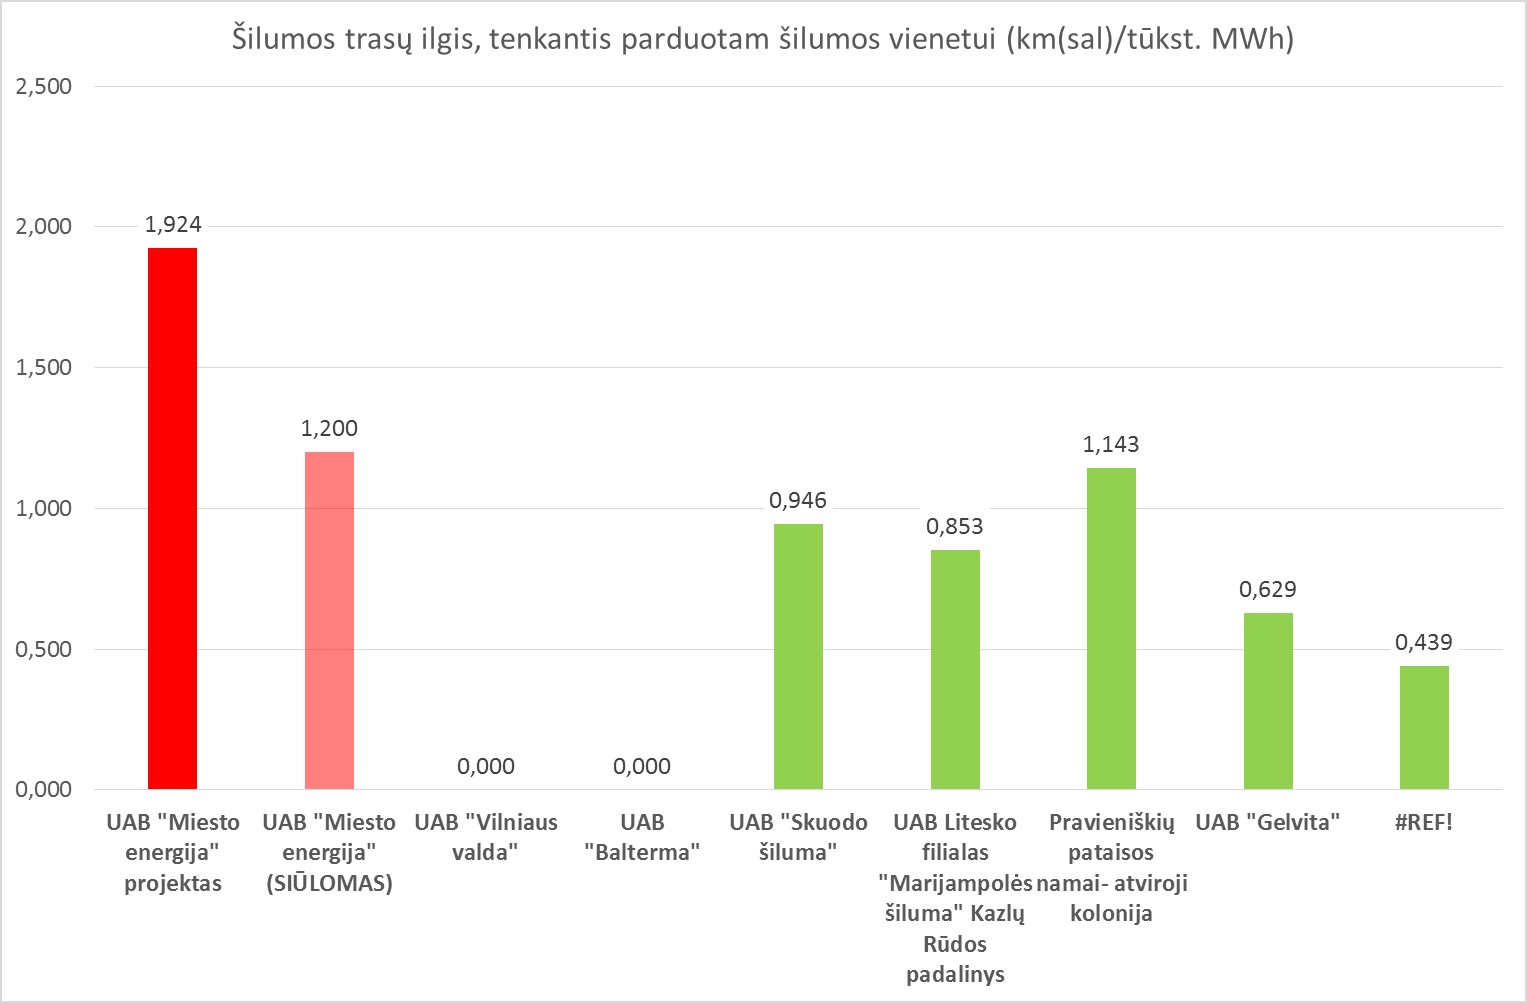 Šilumos trasų ilgis, tenkantis parduotam šilumos vienetui (km(sal)/tūkst. MWh)
2,500
2,000
1,500
1,000
0,500
0,000
1,924
1,200
0,000
0,000
0,946
0,853
1,143
0,629
0,439
UAB "Miesto
energija"
projektas
UAB "Miesto
energija"
(SIŪLOMAS)
UAB "Vilniaus
valda"
UAB
"Balterma"
UAB "Skuodo
šiluma"
UAB Litesko
filialas
"Marijampolės
šiluma" Kazlų
Rūdos
padalinys
Pravieniškių
pataisos
namai- atviroji
kolonija
UAB "Gelvita"
#REF!